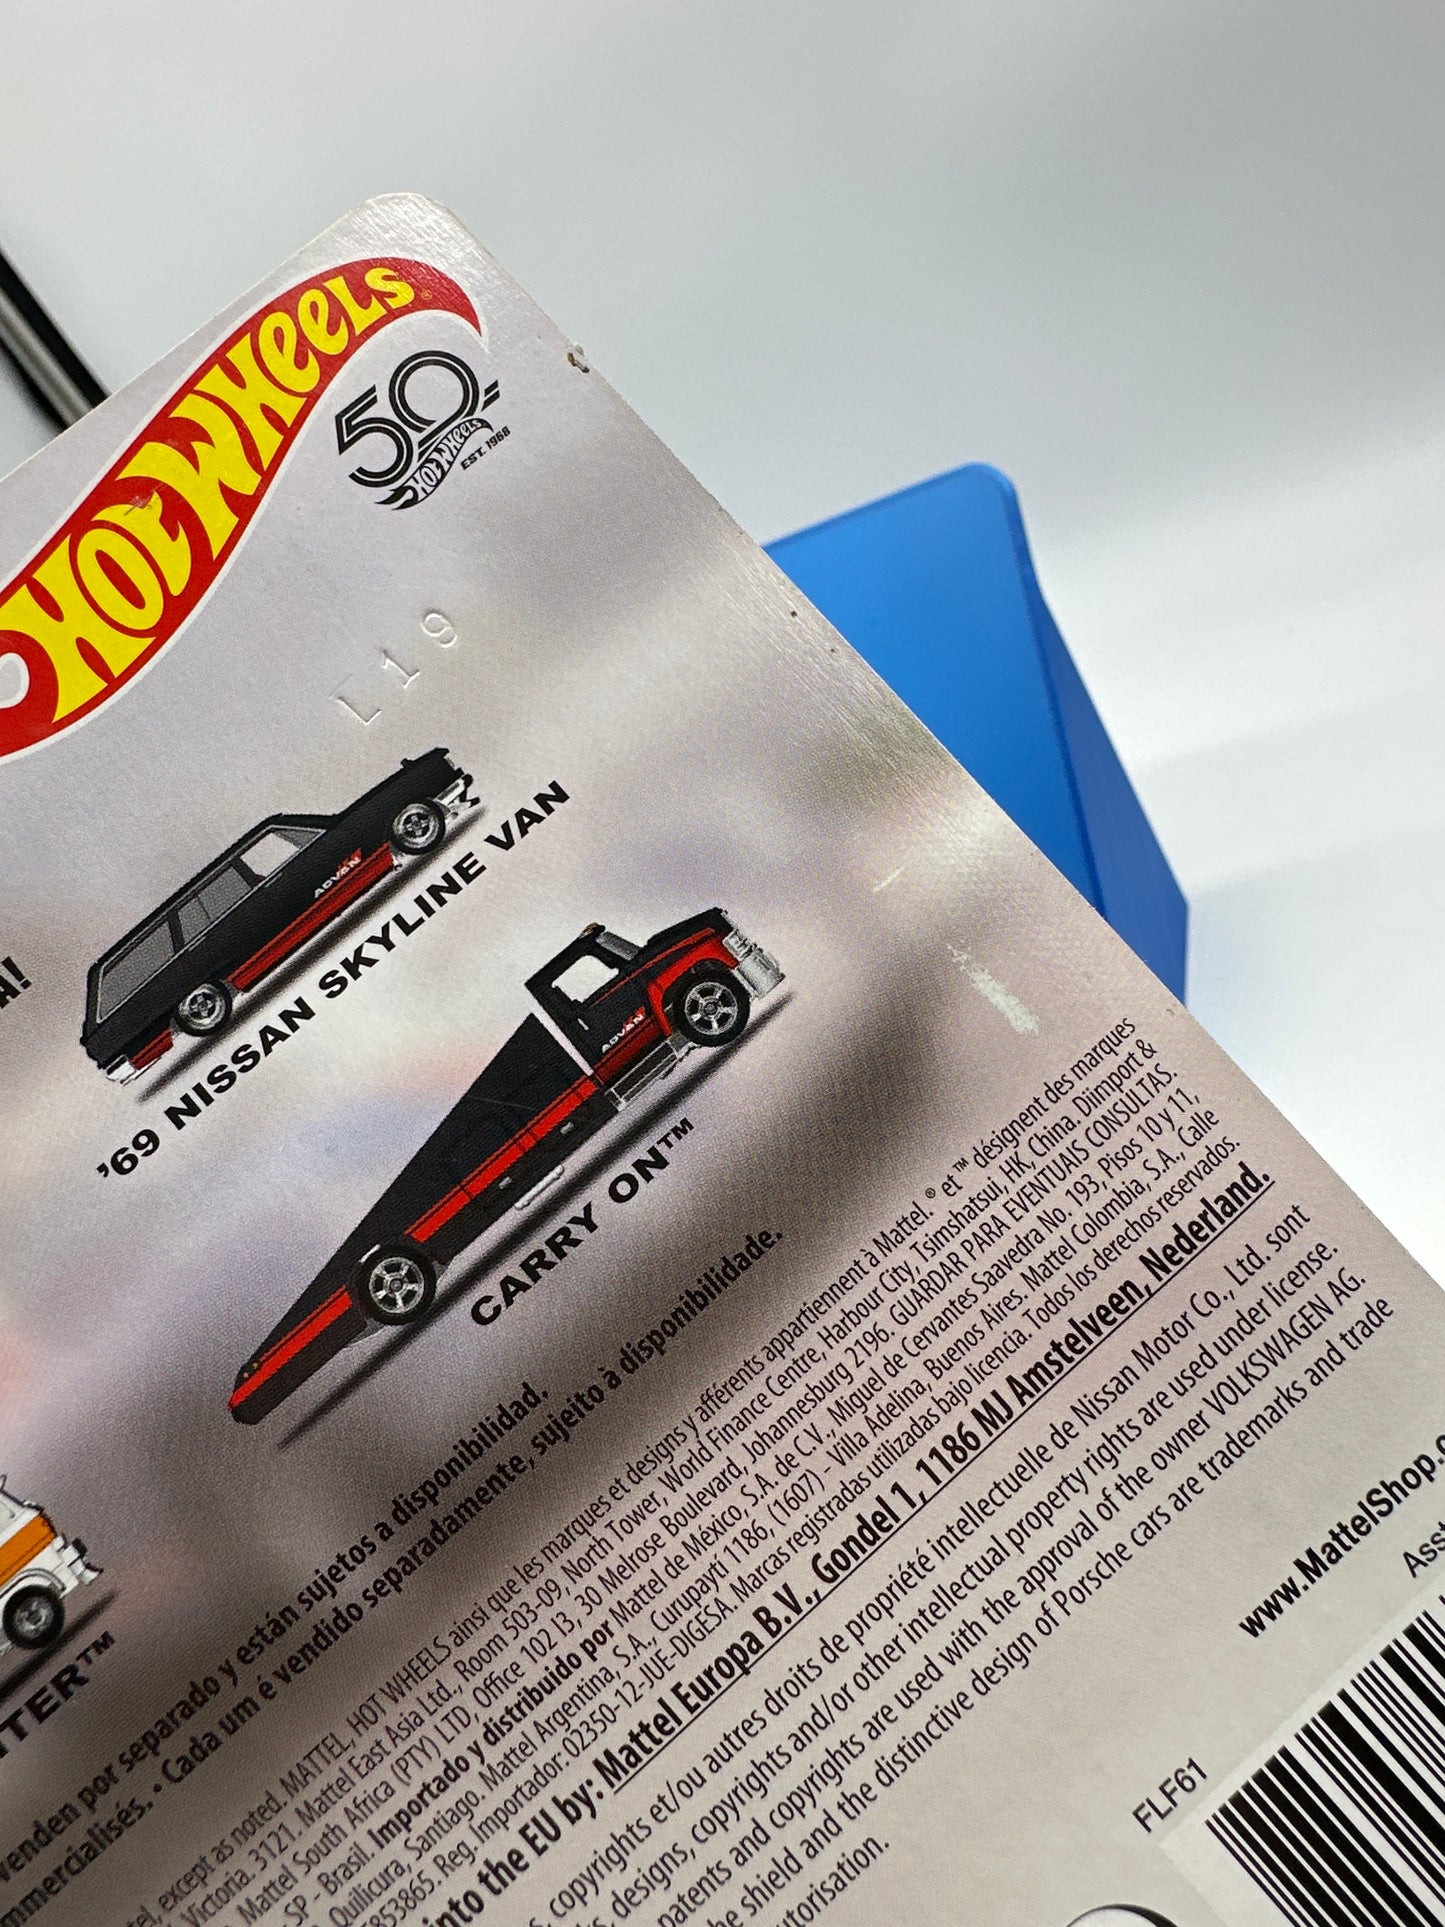 HOT WHEELS®
50
HOT WHEELS
EST. 1968
L19
A!
ADVAN
'69 NISSAN SKYLINE VAN
ADVAN
CARRY ON™
TTER™
venden por separado y están sujetos a disponibilidad.
mmercialisés. • Cada um é vendido separadamente, sujeito à disponibilidade.
except as noted. MATTEL, HOT WHEELS ainsi que les marques et designs y afférents appartiennent à Mattel. ® et ™ désignent des marques
Victoria. 3121. Mattel East Asia Ltd., Room 503-09, North Tower, World Finance Centre, Harbour City, Tsimshatsui, HK, China. Diimport &
Mattel South Africa (PTY) LTD, Office 102 I3, 30 Melrose Boulevard, Johannesburg 2196. GUARDAR PARA EVENTUAIS CONSULTAS.
SP - Brasil. Importado y distribuido por Mattel de México, S.A. de C.V., Miguel de Cervantes Saavedra No. 193, Pisos 10 y 11,
Quilicura, Santiago. Mattel Argentina, S.A., Curupaytí 1186, (1607) - Villa Adelina, Buenos Aires. Mattel Colombia, S.A., Calle
853865. Reg. Importador: 02350-12-JUE-DIGESA. Marcas registradas utilizadas bajo licencia. Todos los derechos reservados.
into the EU by: Mattel Europa B.V., Gondel 1, 1186 MJ Amstelveen, Nederland.
copyrights et/ou autres droits de propriété intellectuelle de Nissan Motor Co., Ltd. sont
designs, copyrights and/or other intellectual property rights are used under license.
patents and copyrights are used with the approval of the owner VOLKSWAGEN AG.
shield and the distinctive design of Porsche cars are trademarks and trade
utorisation.
www.MattelShop.
Ass
FLF61